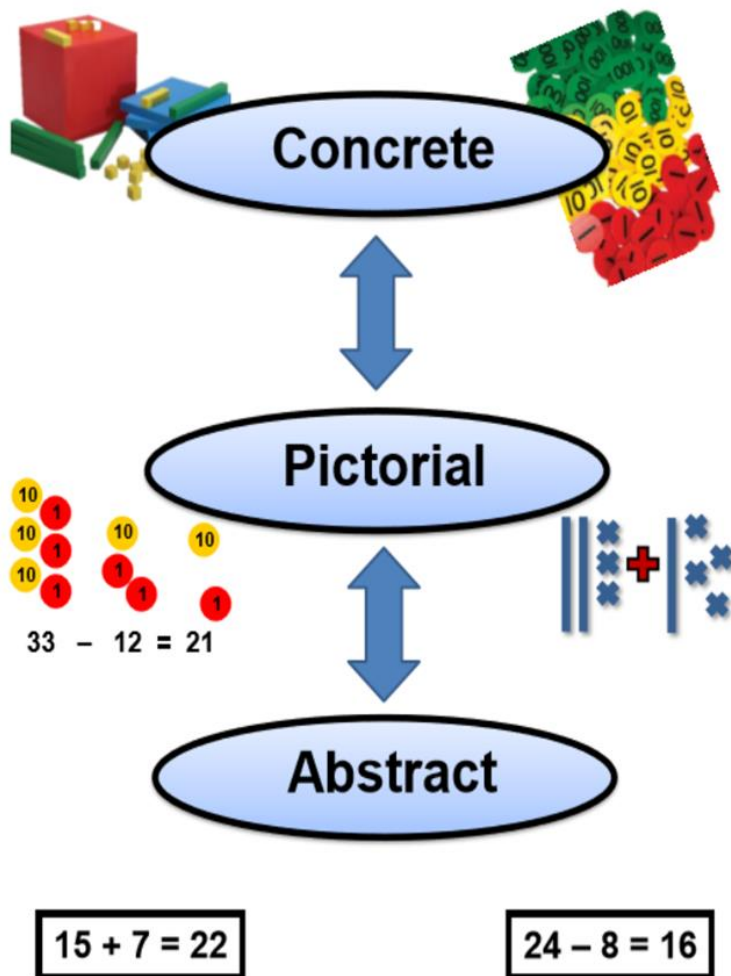 Concrete
Pictorial
10
1
10
1
10
1
10
1
1
10
1
33 – 12 = 21
Abstract
15 + 7 = 22
24 – 8 = 16